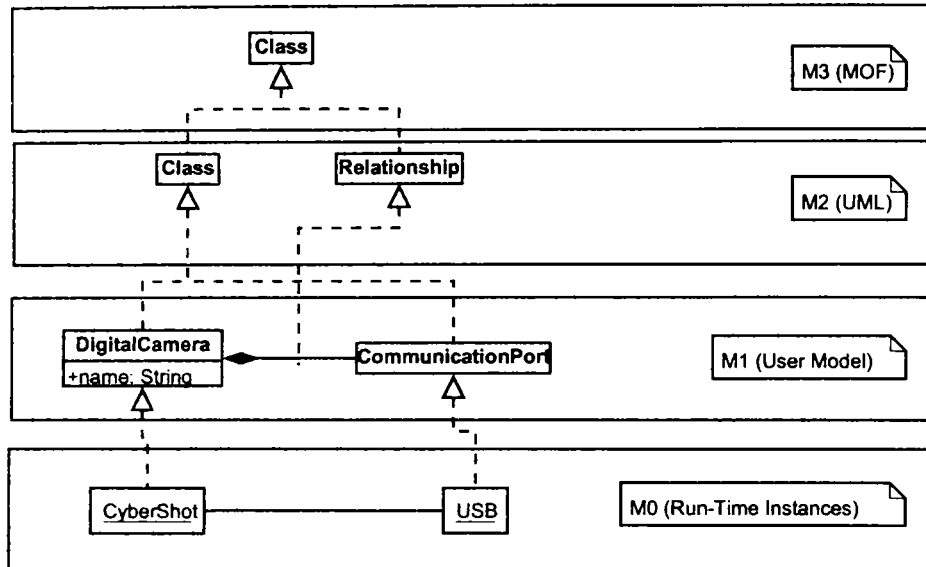 Class
M3 (MOF)
Class
Relationship
M2 (UML)
DigitalCamera
+name: String
CommunicationPort
M1 (User Model)
CyberShot
USB
M0 (Run-Time Instances)